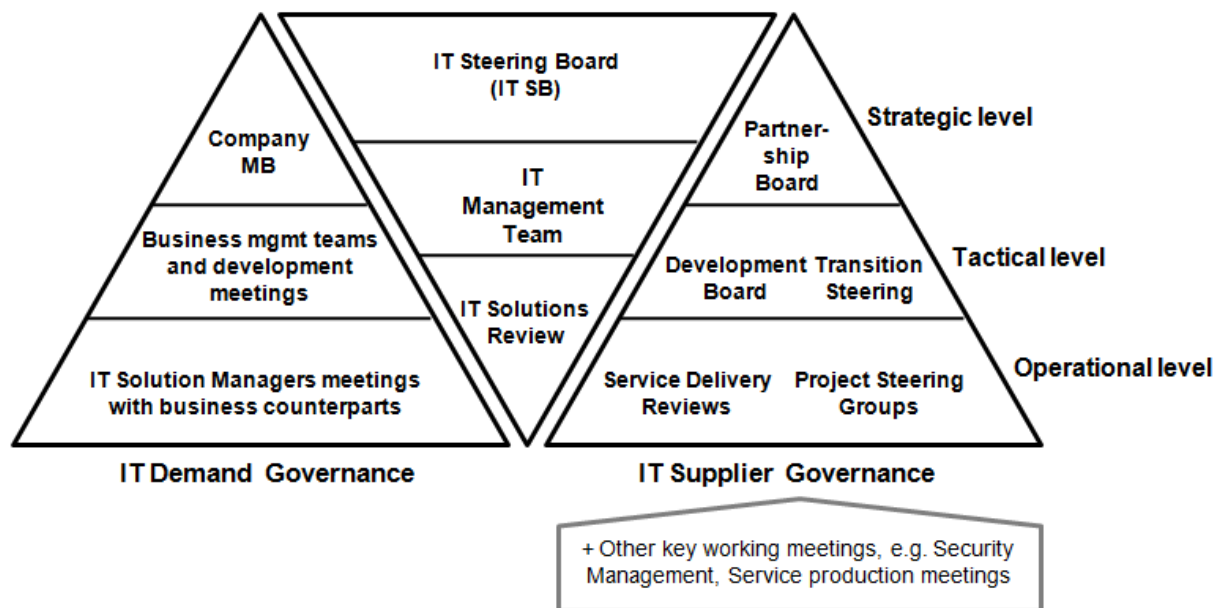 IT Steering Board
(IT SB)
Company
MB
Partner-
ship
Board
Strategic level
IT
Management
Team
Business mgmt teams
and development
meetings
Development
Board
Transition
Steering
Tactical level
IT Solutions
Review
IT Solution Managers meetings
with business counterparts
Service Delivery
Reviews
Project Steering
Groups
Operational level
IT Demand Governance
IT Supplier Governance
+ Other key working meetings, e.g. Security
Management, Service production meetings